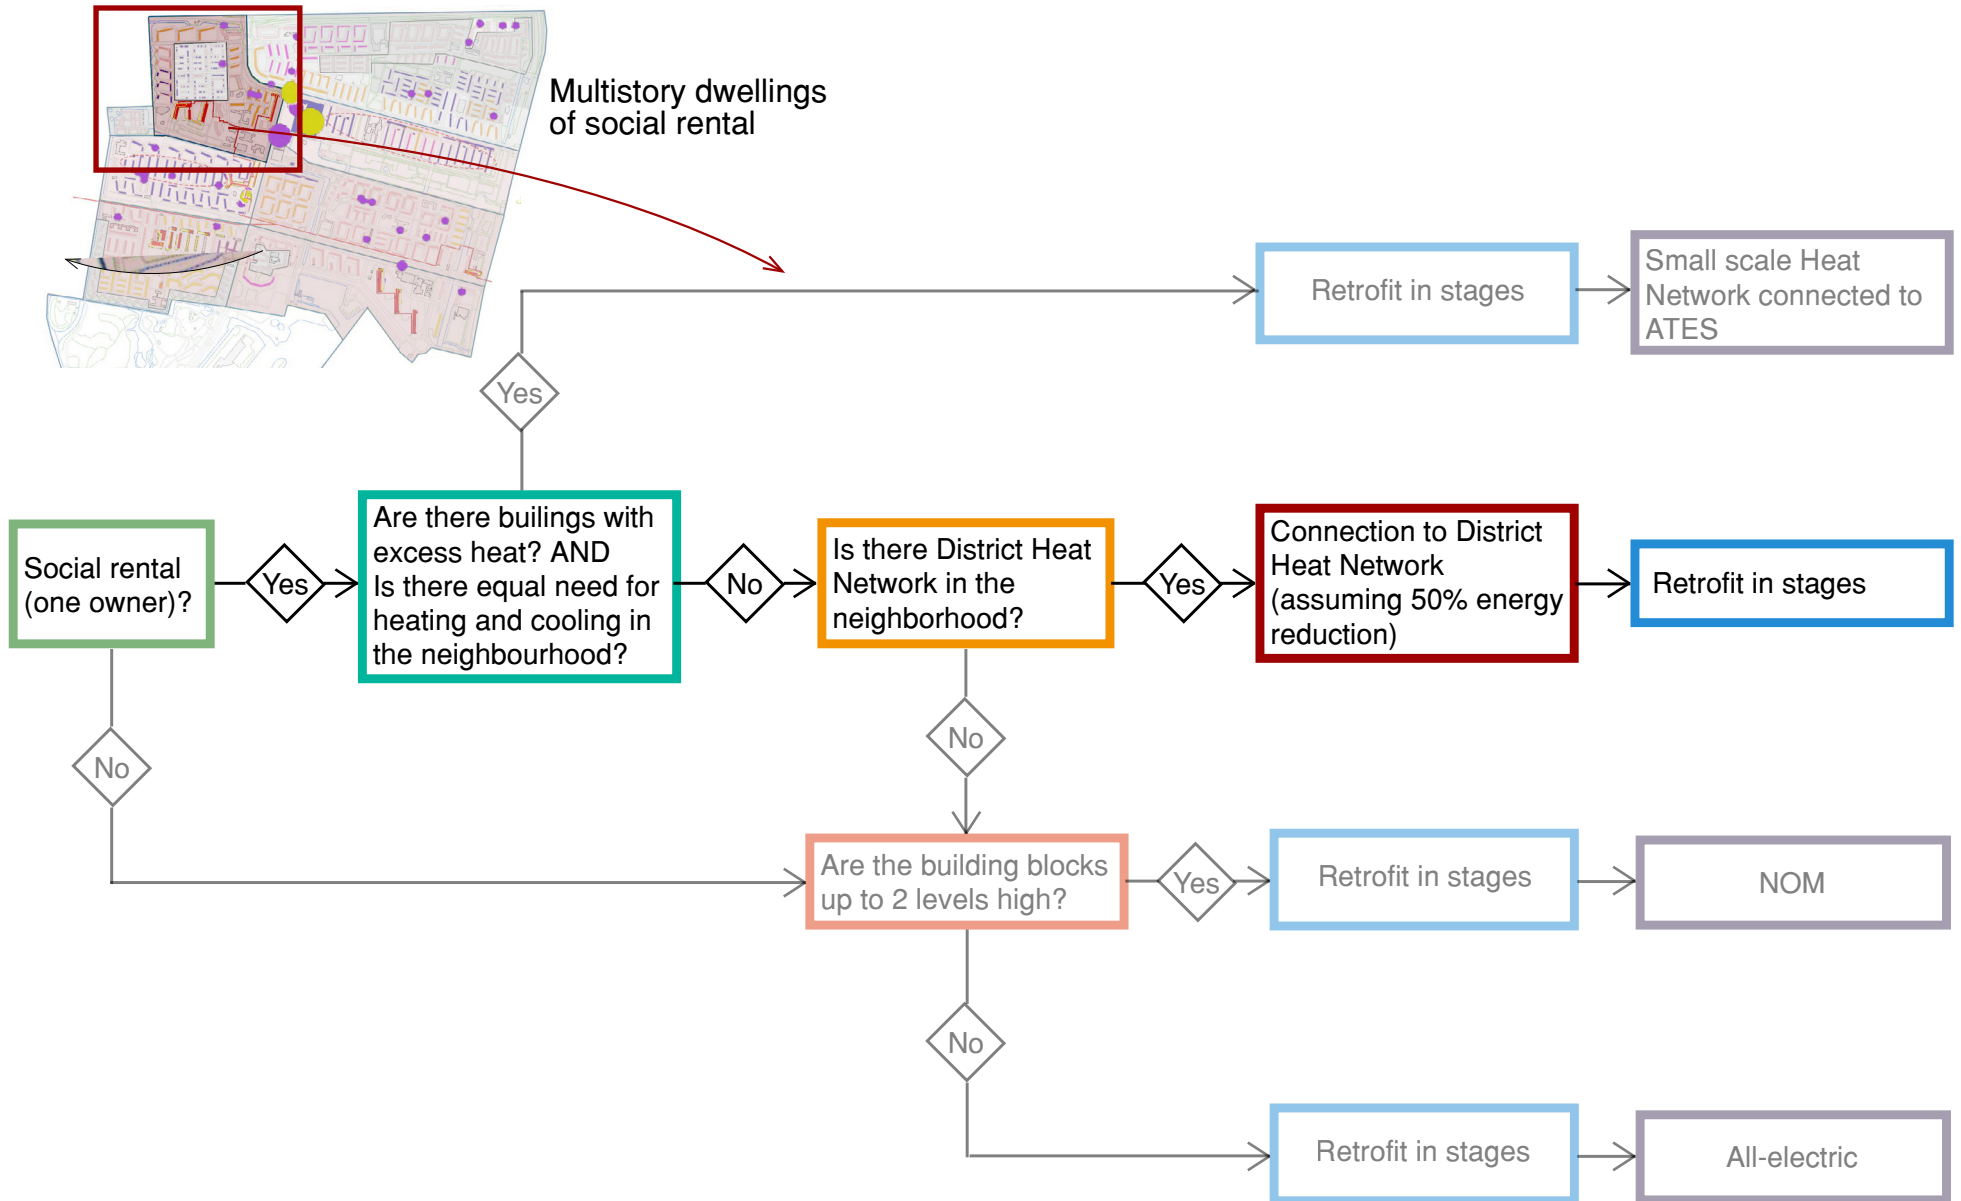 Multistory dwellings
of social rental
Retrofit in stages
Small scale Heat
Network connected to
ATES
Yes
Social rental
(one owner)?
Yes
Are there builings with
excess heat? AND
Is there equal need for
heating and cooling in
the neighbourhood?
No
Is there District Heat
Network in the
neighborhood?
Yes
Connection to District
Heat Network
(assuming 50% energy
reduction)
Retrofit in stages
No
No
Are the building blocks
up to 2 levels high?
Yes
Retrofit in stages
NOM
No
Retrofit in stages
All-electric